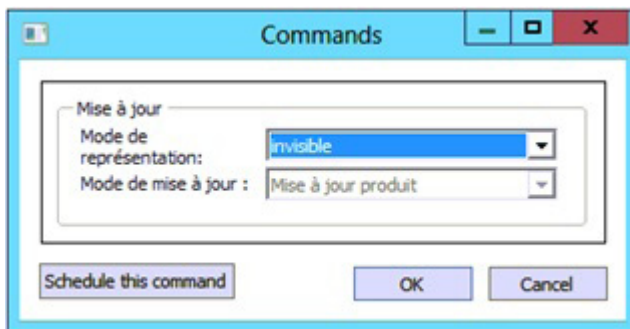 Commands
Mise à jour
Mode de
représentation:
invisible
Mode de mise à jour :
Mise à jour produit
Schedule this command
OK
Cancel